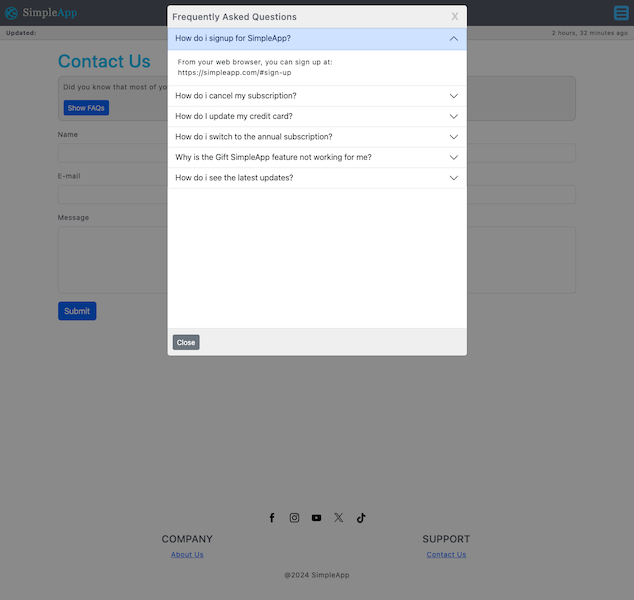 SimpleApp
Updated:
2 hours, 32 minutes ago
Contact Us
Did you know that most of yo
Show FAQs
Name
E-mail
Message
Submit
Frequently Asked Questions
X
How do i signup for SimpleApp?
From your web browser, you can sign up at:
https://simpleapp.com/#sign-up
How do i cancel my subscription?
How do I update my credit card?
How do i switch to the annual subscription?
Why is the Gift SimpleApp feature not working for me?
How do i see the latest updates?
Close
COMPANY
About Us
SUPPORT
Contact Us
@2024 SimpleApp